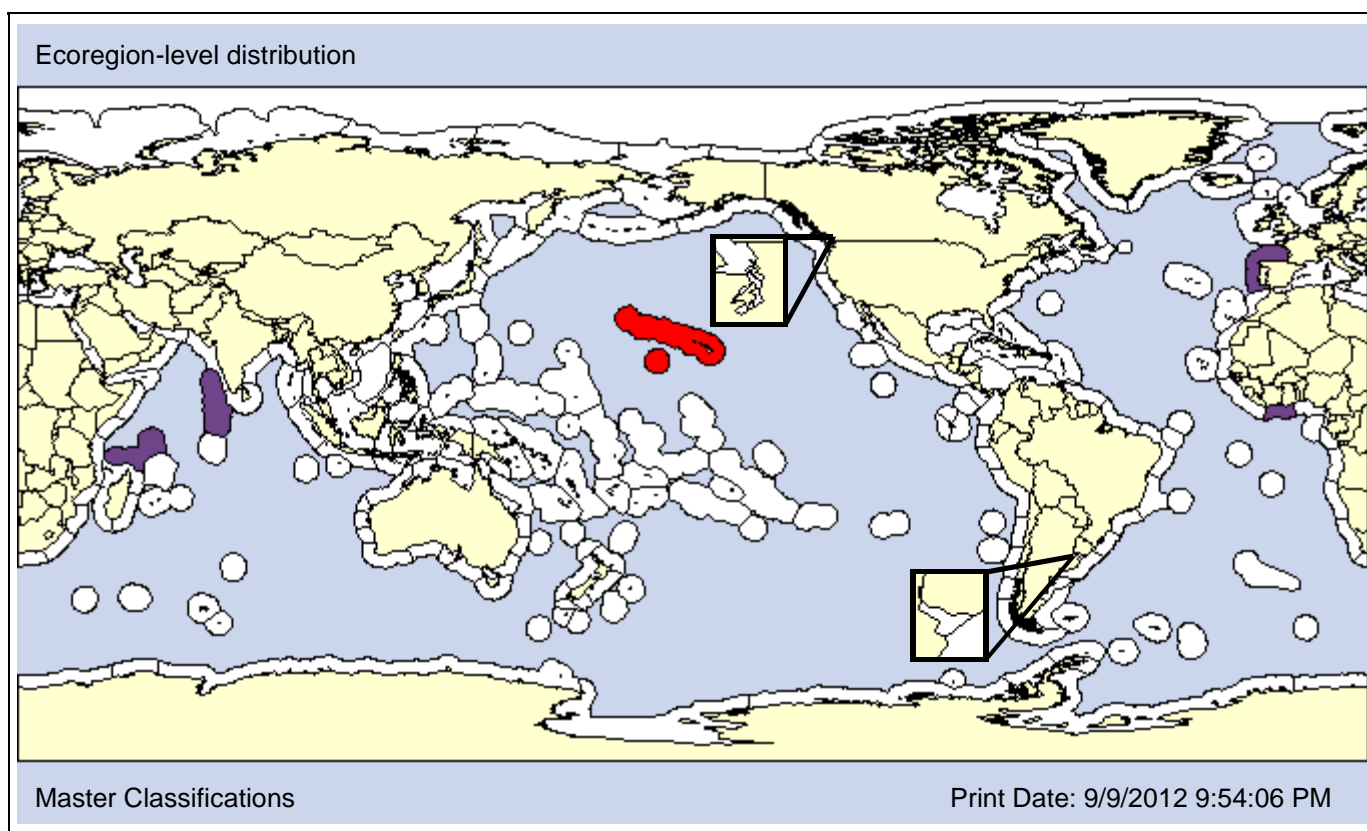 Ecoregion-level distribution
Master Classifications
Print Date: 9/9/2012 9:54:06 PM